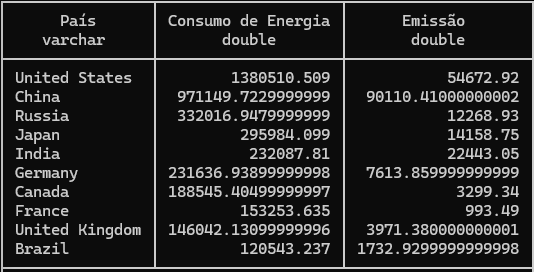 País Consumo de Energia Emissão
varchar double double
United States 1380510.509 54672.92
China 971149.7229999999 90110.41000000002
Russia 332016.9479999999 12268.93
Japan 295984.099 14158.75
India 232087.81 22443.05
Germany 231636.93899999998 7613.859999999999
Canada 188545.40499999997 3299.34
France 153253.635 993.49
United Kingdom 146042.13099999996 3971.380000000001
Brazil 120543.237 1732.9299999999998